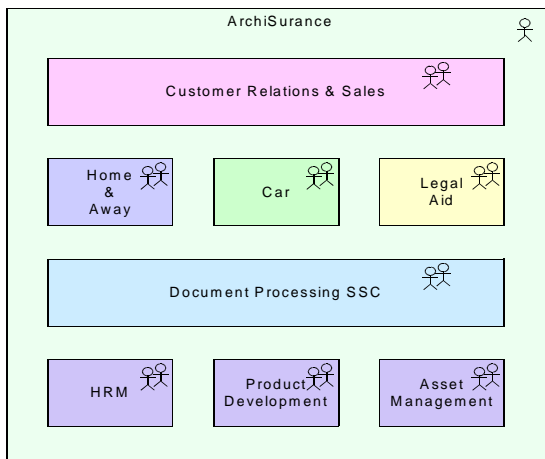 ArchiSurance
Customer Relations & Sales
Home
&
Away
Car
Legal
Aid
Document Processing SSC
HRM
Product
Development
Asset
Management